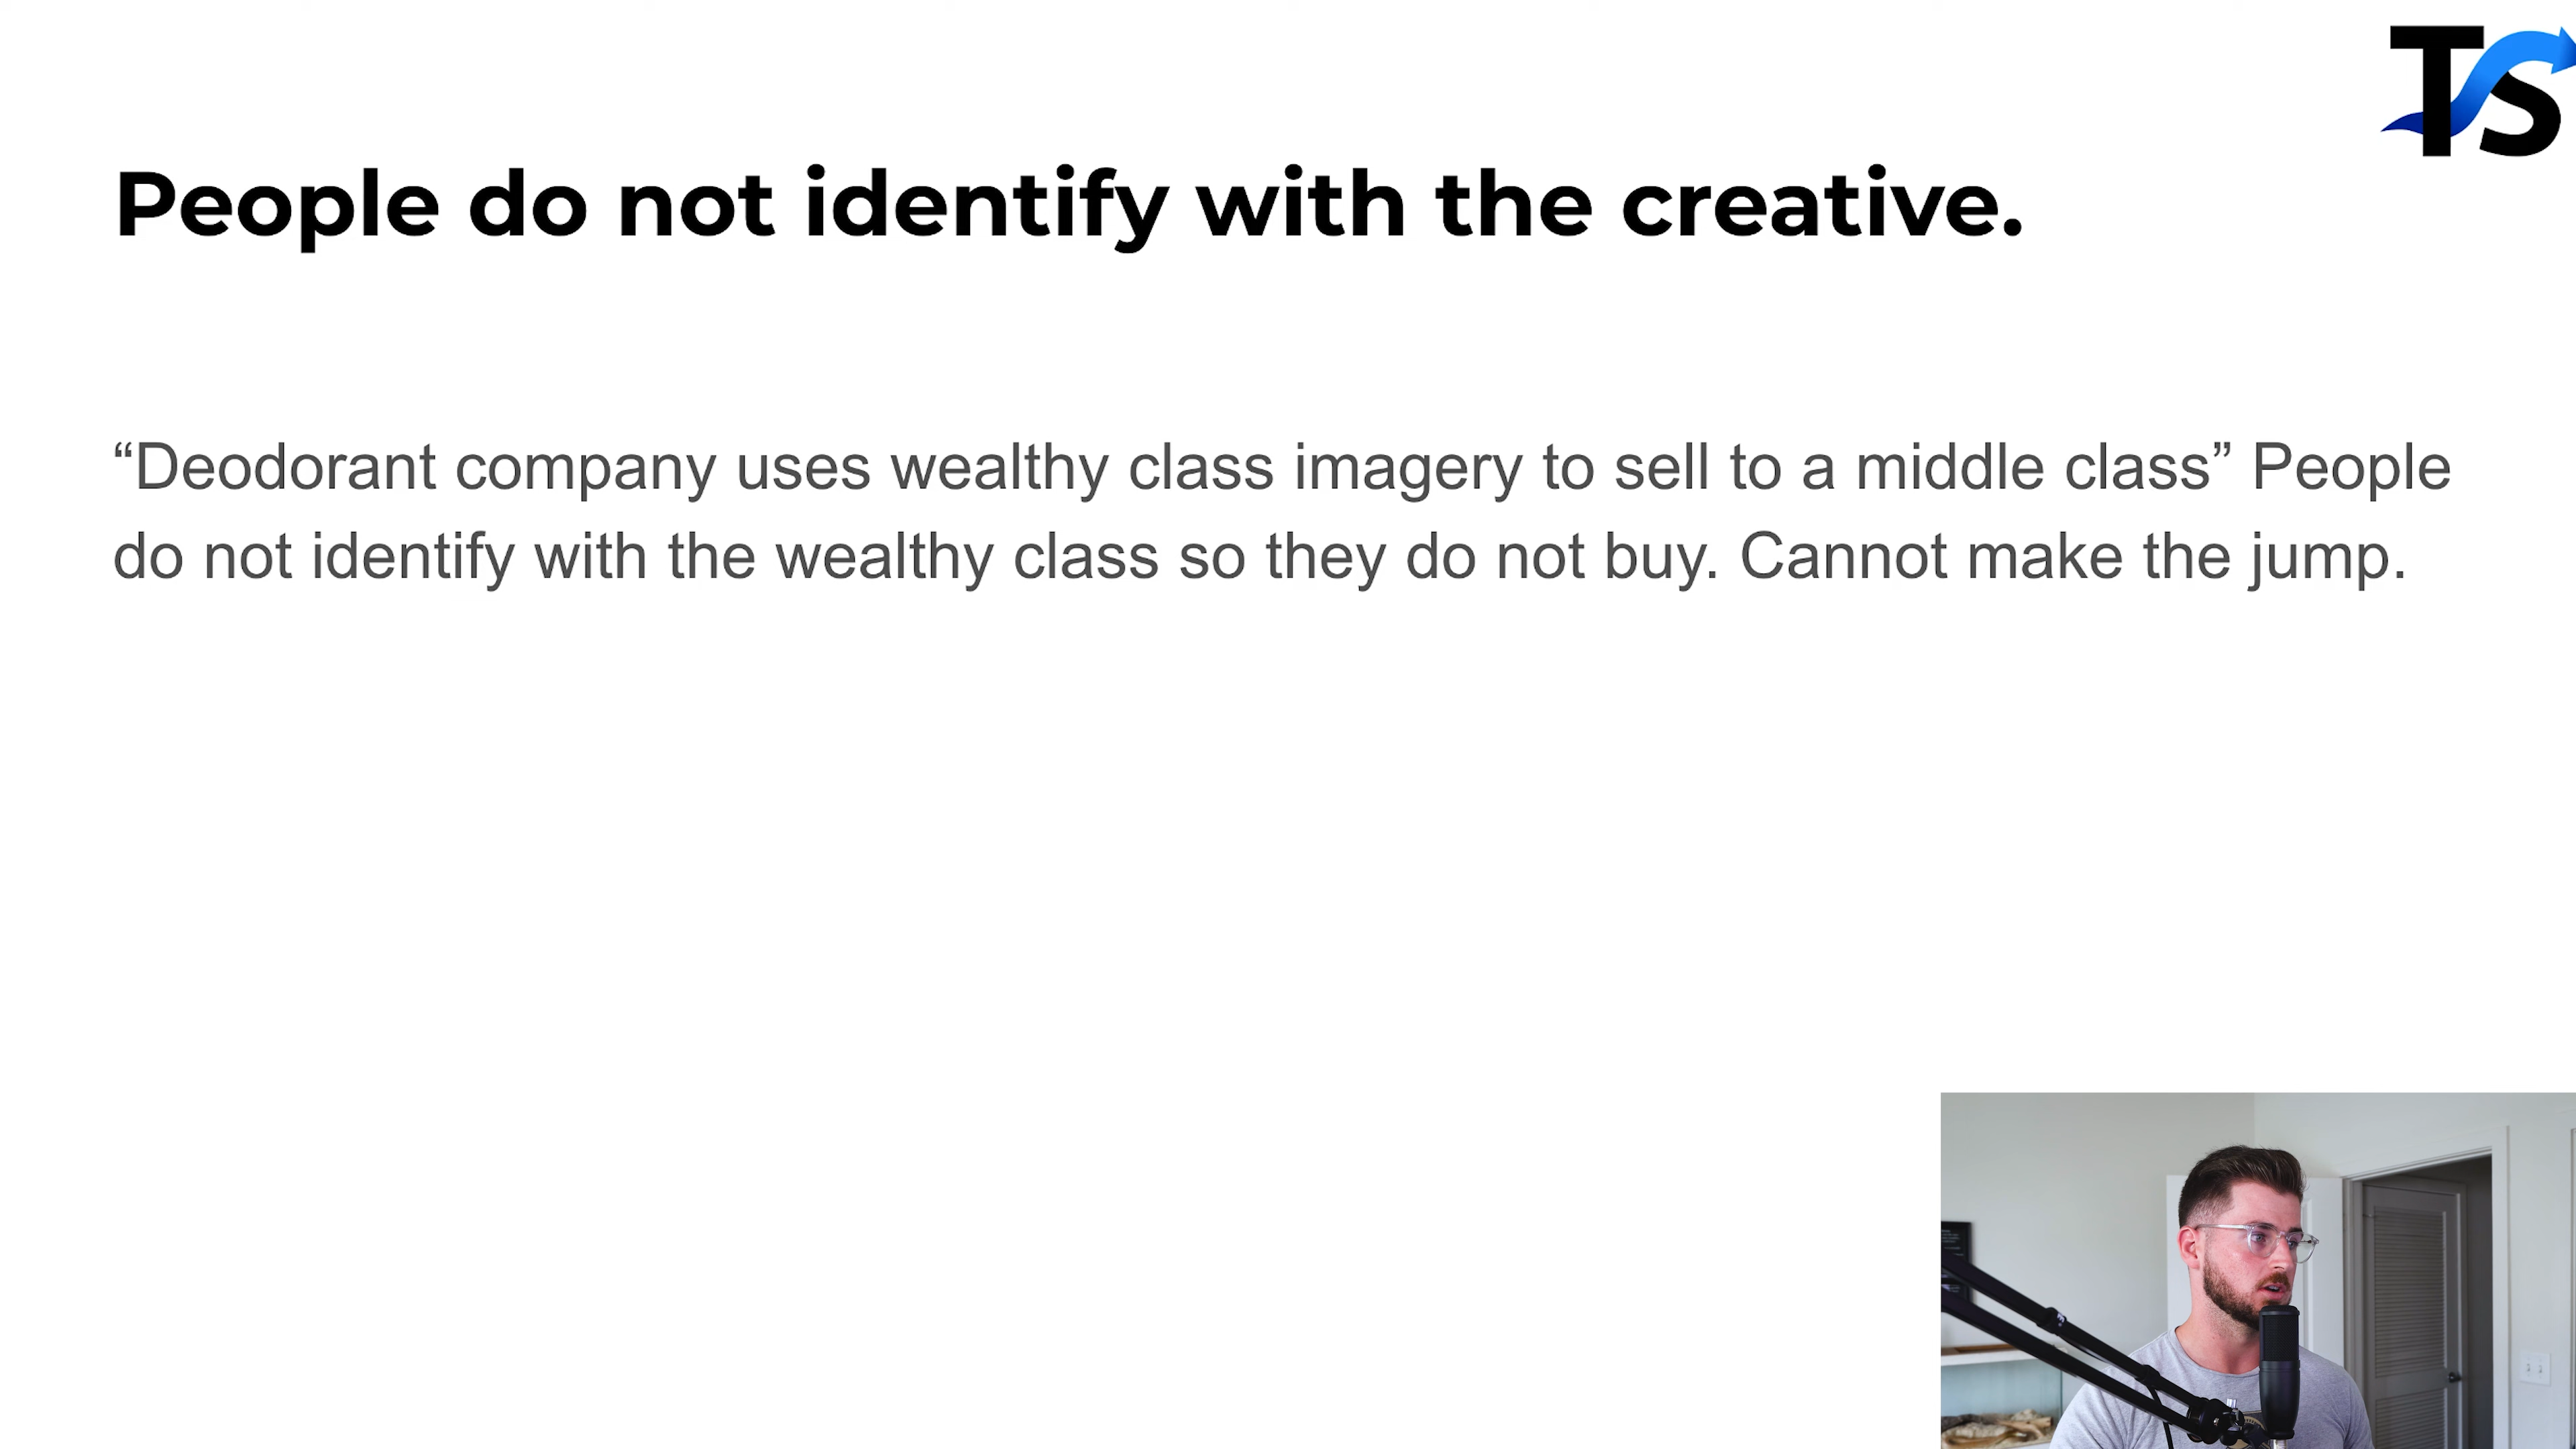 TS
People do not identify with the creative.
“Deodorant company uses wealthy class imagery to sell to a middle class” People
do not identify with the wealthy class so they do not buy. Cannot make the jump.